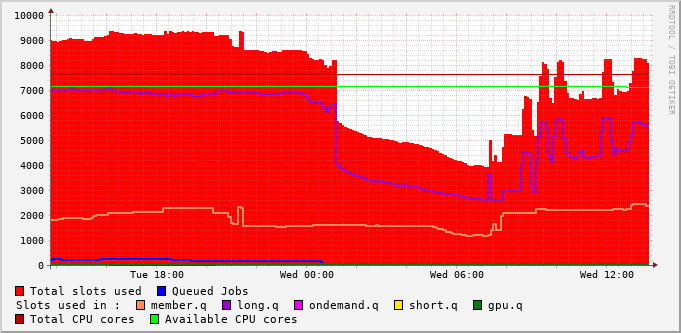 10000
9000
8000
7000
6000
5000
4000
3000
2000
1000
0
Tue 18:00 Wed 00:00 Wed 06:00 Wed 12:00
RRDTOOL / TOBI OETIKER
Total slots used Queued Jobs
Slots used in : member.q long.q ondemand.q short.q gpu.q
Total CPU cores Available CPU cores